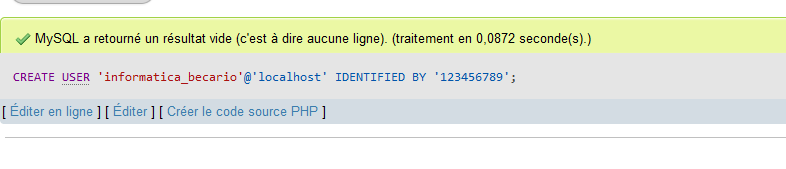 MySQL a retourné un résultat vide (c'est à dire aucune ligne). (traitement en 0,0872 seconde(s).)
CREATE USER 'informatica_becario'@'localhost' IDENTIFIED BY '123456789';
[ Éditer en ligne ] [ Éditer ] [ Créer le code source PHP ]